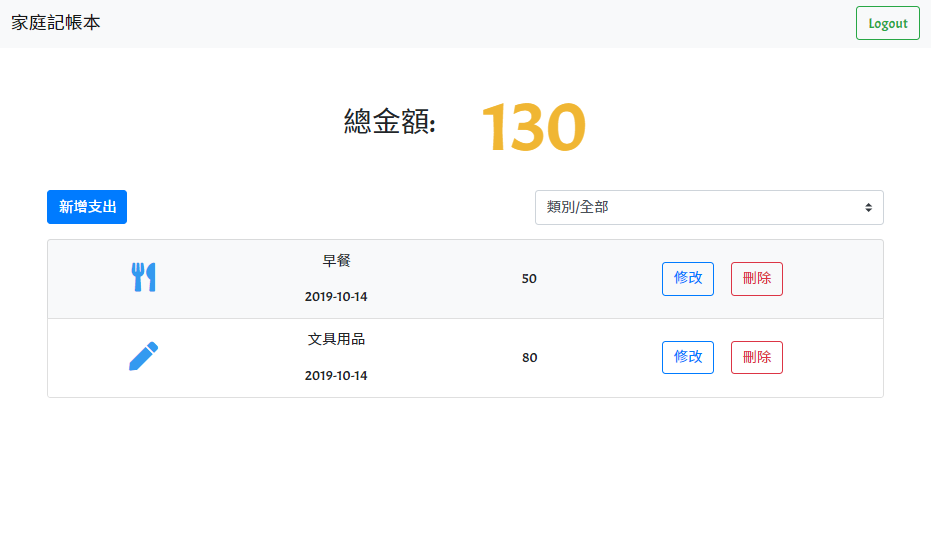 家庭記帳本
Logout
總金額: 130
新增支出
類別/全部
早餐
2019-10-14
50
修改
刪除
文具用品
2019-10-14
80
修改
刪除